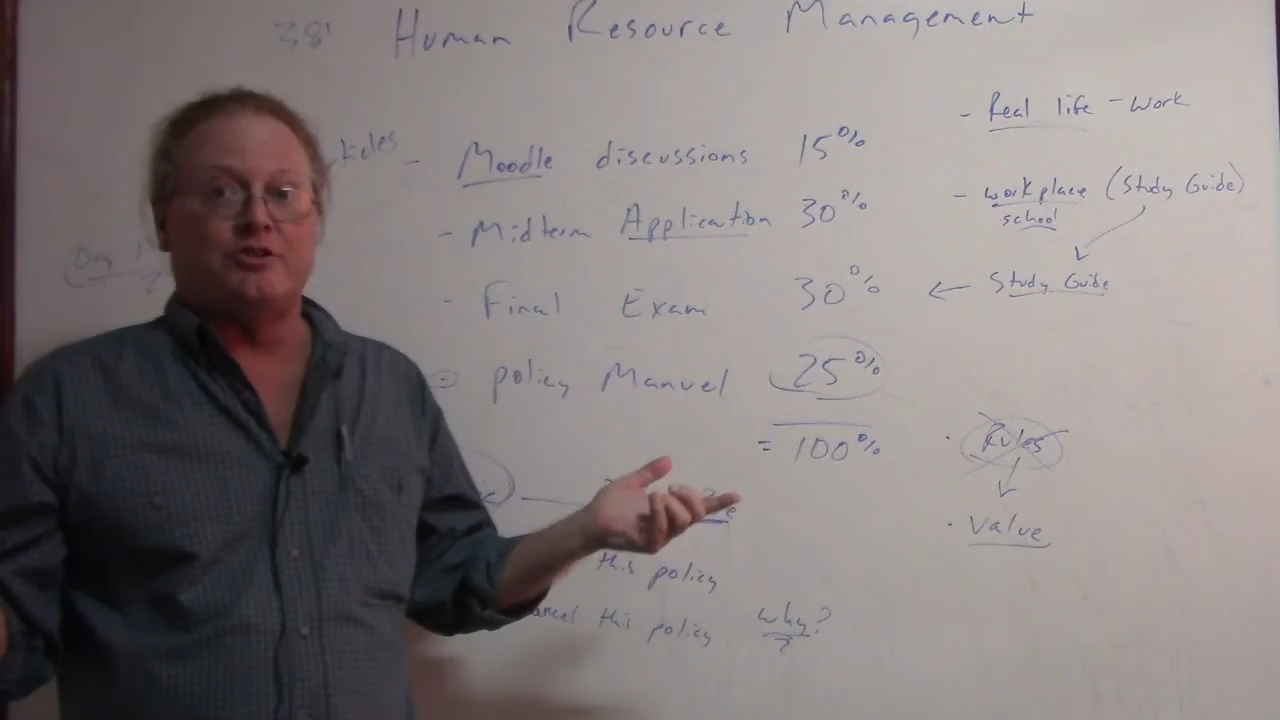 38' Human Resource Management
- Moodle discussions 15%
- Midterm Application 30%
- Final Exam 30%
policy Manuel 25%
= 100%
this policy
this policy why?
?
- Real life - work
- workplace (Study Guide)
school
← Study Guide
· Rules
· Value